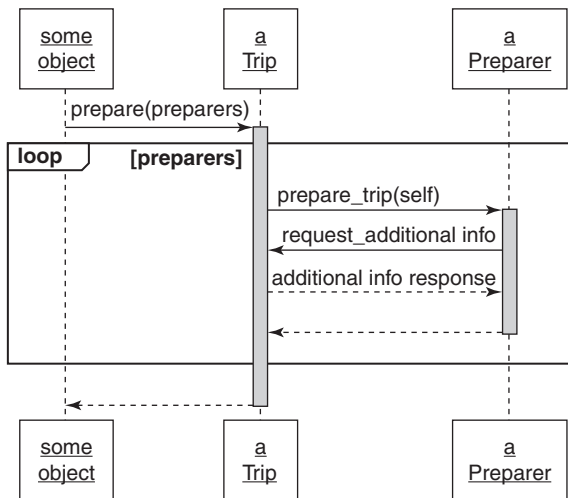 some
object
a
Trip
a
Preparer
prepare(preparers)
loop
[preparers]
prepare_trip(self)
request_additional info
additional info response
some
object
a
Trip
a
Preparer